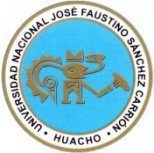 UNIVERSIDAD NACIONAL JOSÉ FAUSTINO SÁNCHEZ CARRIÓN
• HUACHO •